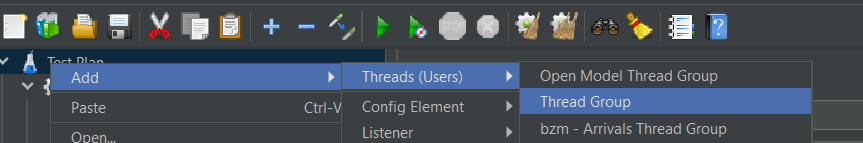 Test Plan
Add
Threads (Users)
Open Model Thread Group
Thread Group
bzm - Arrivals Thread Group
Paste
Ctrl-V
Config Element
Listener
Open...